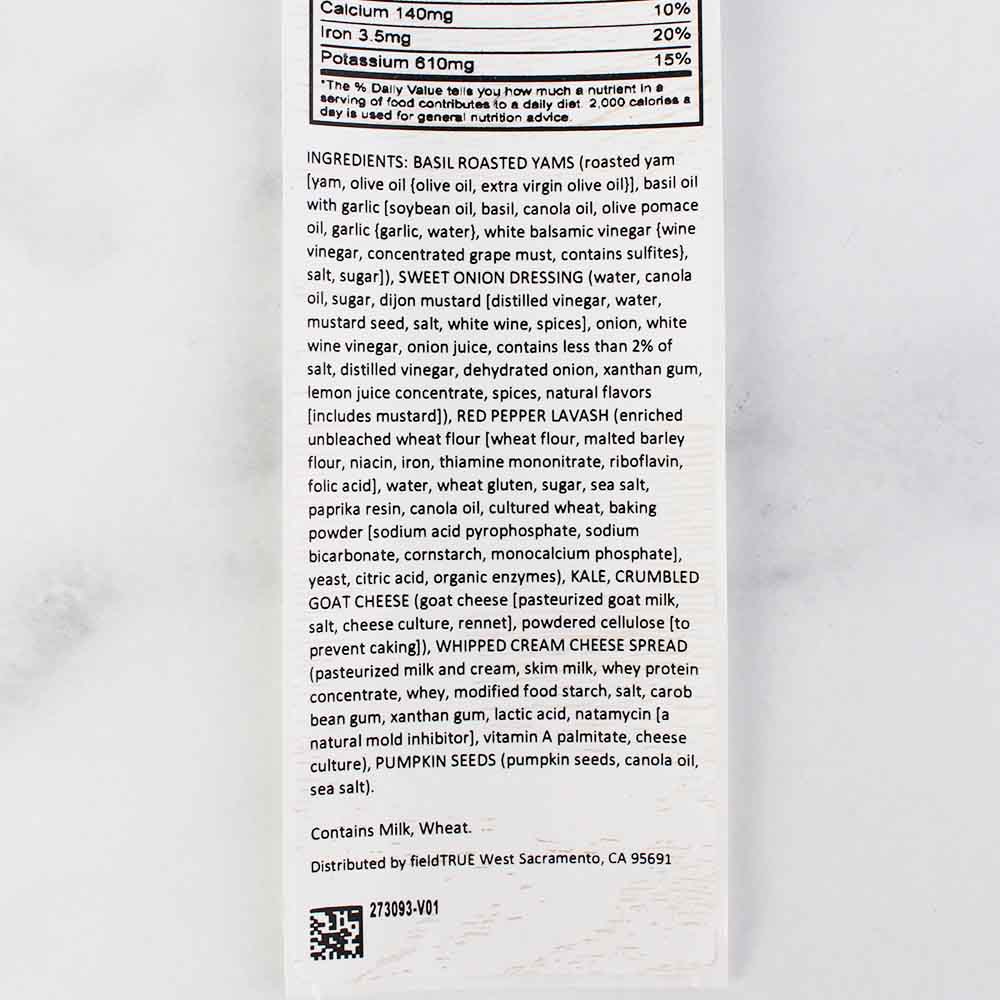 Calcium 140mg 10%
Iron 3.5mg 20%
Potassium 610mg 15%
*The % Daily Value tells you how much a nutrient in a
serving of food contributes to a daily diet. 2,000 calories a
day is used for general nutrition advice.
INGREDIENTS: BASIL ROASTED YAMS (roasted yam
[yam, olive oil {olive oil, extra virgin olive oil}], basil oil
with garlic [soybean oil, basil, canola oil, olive pomace
oil, garlic {garlic, water}, white balsamic vinegar {wine
vinegar, concentrated grape must, contains sulfites},
salt, sugar]), SWEET ONION DRESSING (water, canola
oil, sugar, dijon mustard [distilled vinegar, water,
mustard seed, salt, white wine, spices], onion, white
wine vinegar, onion juice, contains less than 2% of
salt, distilled vinegar, dehydrated onion, xanthan gum,
lemon juice concentrate, spices, natural flavors
[includes mustard]), RED PEPPER LAVASH (enriched
unbleached wheat flour [wheat flour, malted barley
flour, niacin, iron, thiamine mononitrate, riboflavin,
folic acid], water, wheat gluten, sugar, sea salt,
paprika resin, canola oil, cultured wheat, baking
powder [sodium acid pyrophosphate, sodium
bicarbonate, cornstarch, monocalcium phosphate],
yeast, citric acid, organic enzymes), KALE, CRUMBLED
GOAT CHEESE (goat cheese [pasteurized goat milk,
salt, cheese culture, rennet], powdered cellulose [to
prevent caking]), WHIPPED CREAM CHEESE SPREAD
(pasteurized milk and cream, skim milk, whey protein
concentrate, whey, modified food starch, salt, carob
bean gum, xanthan gum, lactic acid, natamycin [a
natural mold inhibitor], vitamin A palmitate, cheese
culture), PUMPKIN SEEDS (pumpkin seeds, canola oil,
sea salt).
Contains Milk, Wheat.
Distributed by fieldTRUE West Sacramento, CA 95691
273093-V01